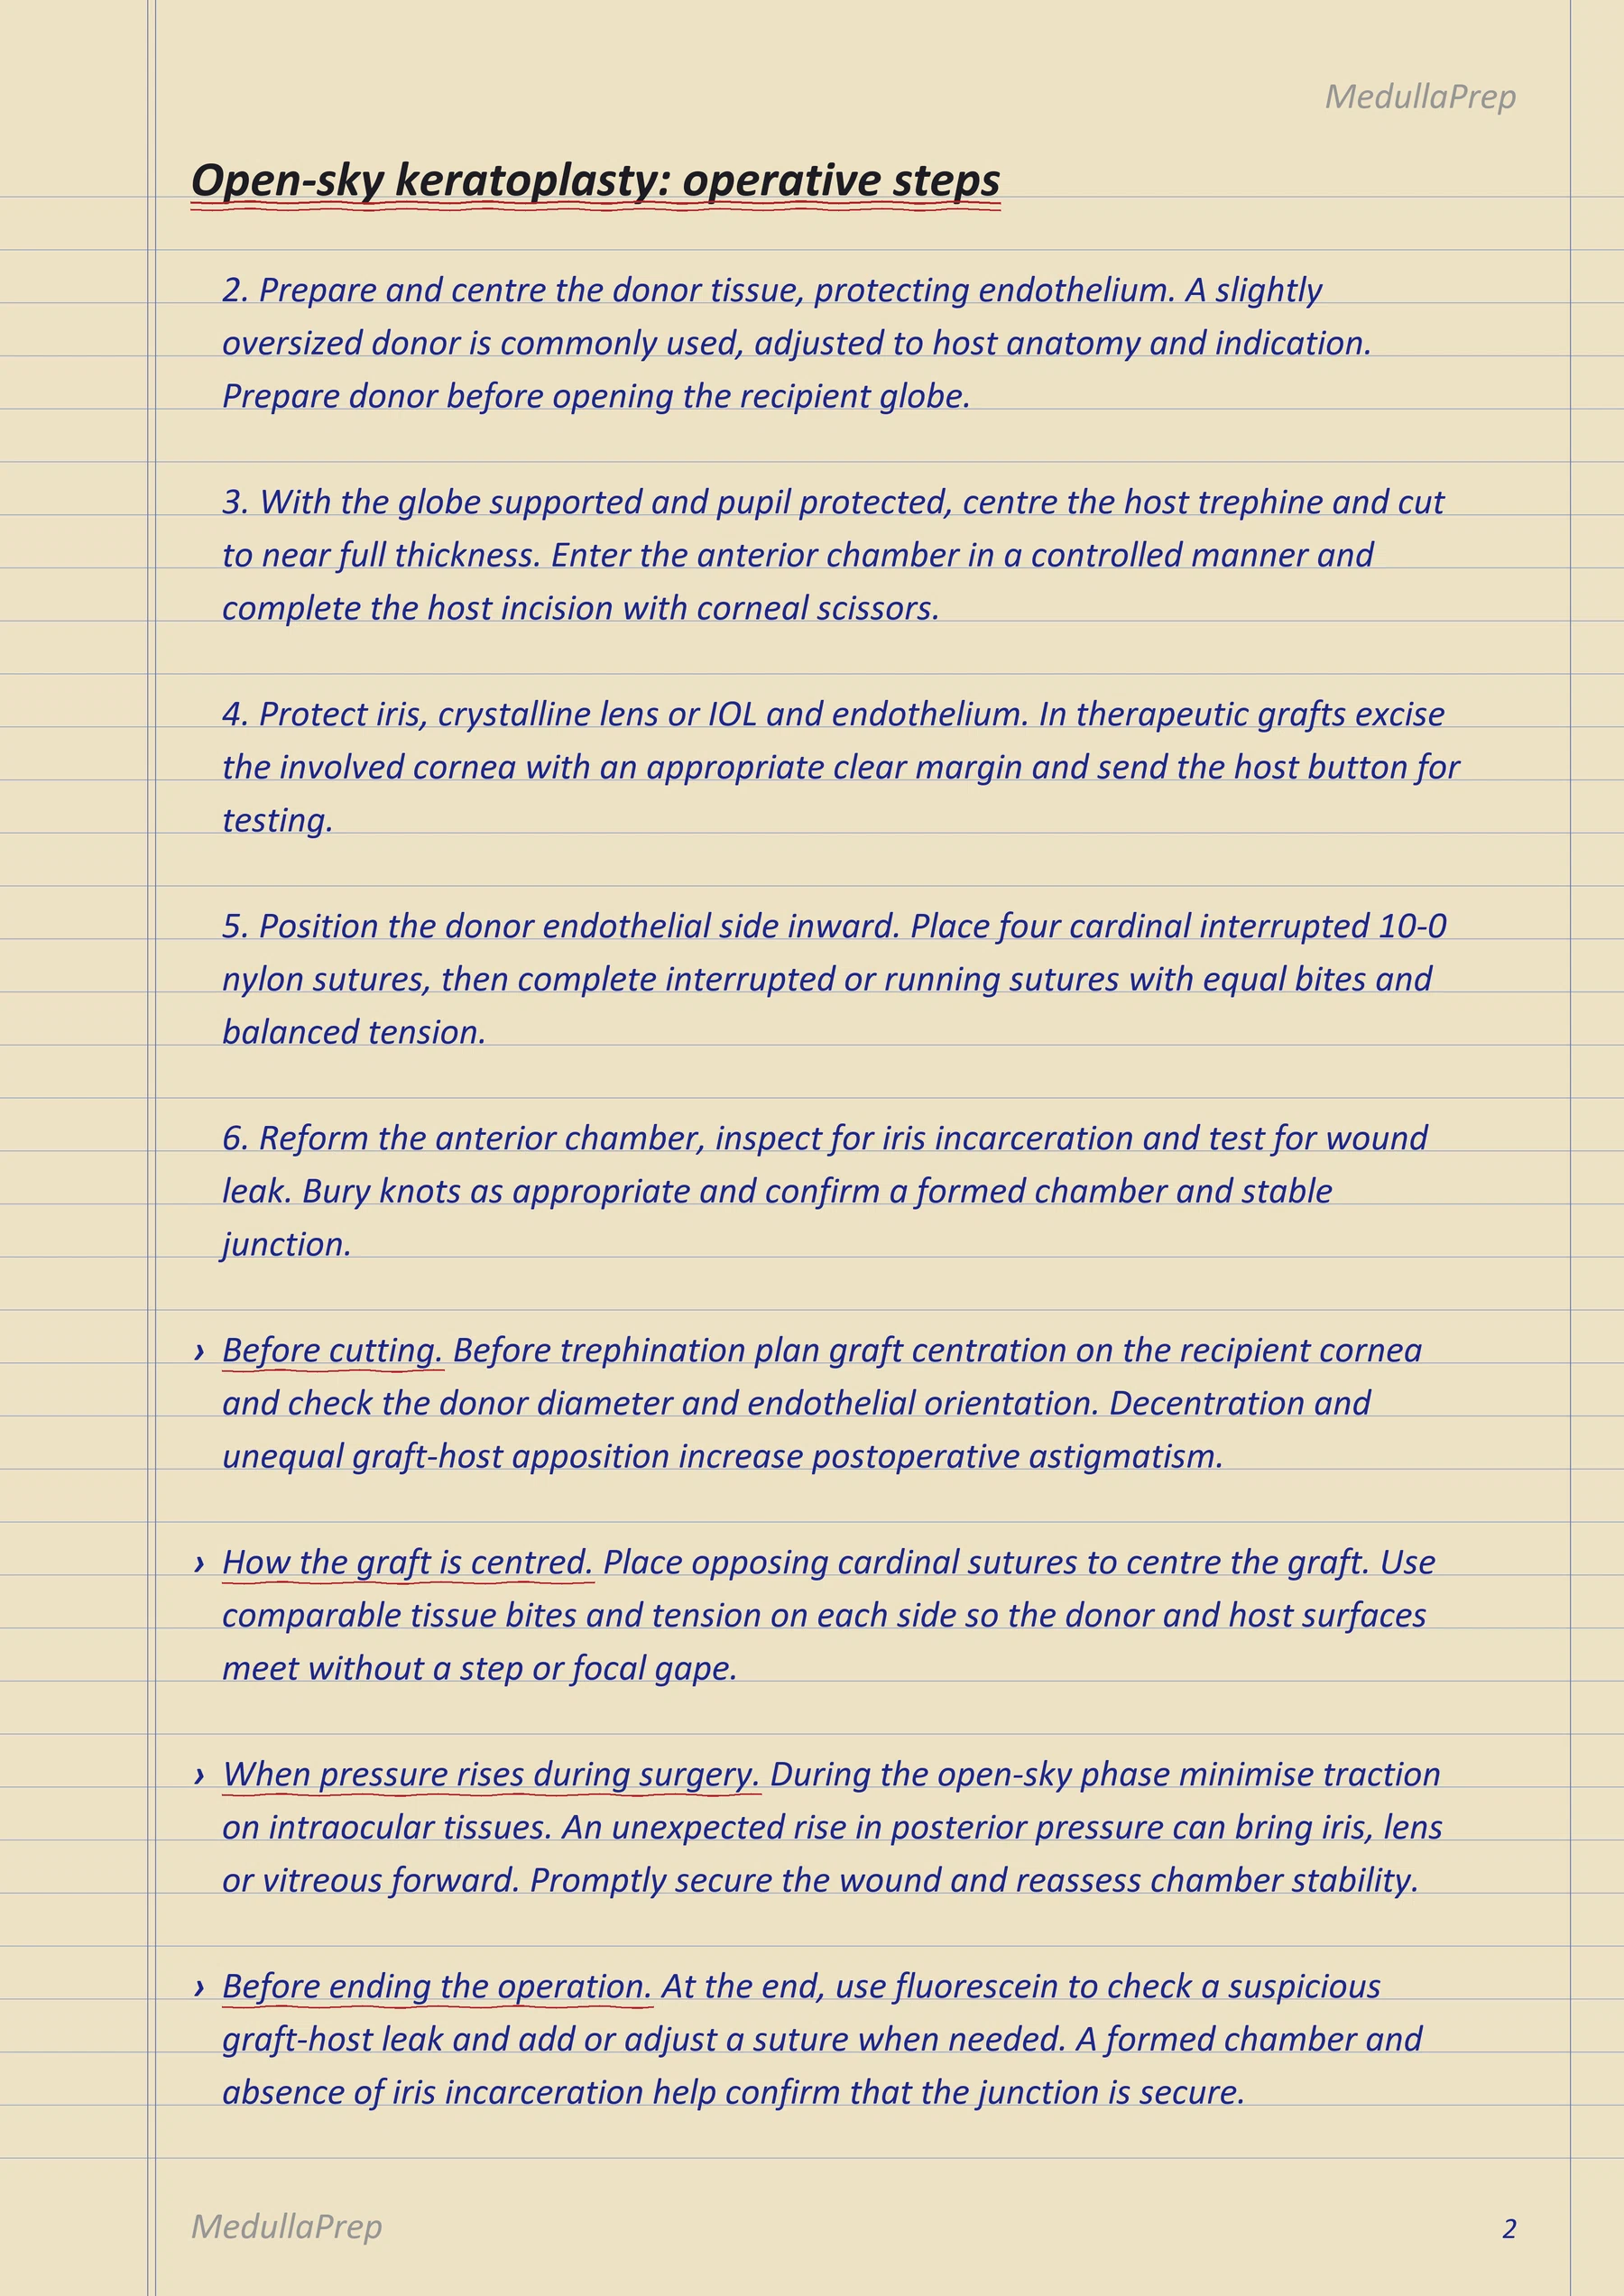 MedullaPrep
Open-sky keratoplasty: operative steps
2. Prepare and centre the donor tissue, protecting endothelium. A slightly
oversized donor is commonly used, adjusted to host anatomy and indication.
Prepare donor before opening the recipient globe.
3. With the globe supported and pupil protected, centre the host trephine and cut
to near full thickness. Enter the anterior chamber in a controlled manner and
complete the host incision with corneal scissors.
4. Protect iris, crystalline lens or IOL and endothelium. In therapeutic grafts excise
the involved cornea with an appropriate clear margin and send the host button for
testing.
5. Position the donor endothelial side inward. Place four cardinal interrupted 10-0
nylon sutures, then complete interrupted or running sutures with equal bites and
balanced tension.
6. Reform the anterior chamber, inspect for iris incarceration and test for wound
leak. Bury knots as appropriate and confirm a formed chamber and stable
junction.
› Before cutting. Before trephination plan graft centration on the recipient cornea
and check the donor diameter and endothelial orientation. Decentration and
unequal graft-host apposition increase postoperative astigmatism.
› How the graft is centred. Place opposing cardinal sutures to centre the graft. Use
comparable tissue bites and tension on each side so the donor and host surfaces
meet without a step or focal gape.
› When pressure rises during surgery. During the open-sky phase minimise traction
on intraocular tissues. An unexpected rise in posterior pressure can bring iris, lens
or vitreous forward. Promptly secure the wound and reassess chamber stability.
› Before ending the operation. At the end, use fluorescein to check a suspicious
graft-host leak and add or adjust a suture when needed. A formed chamber and
absence of iris incarceration help confirm that the junction is secure.
MedullaPrep
2